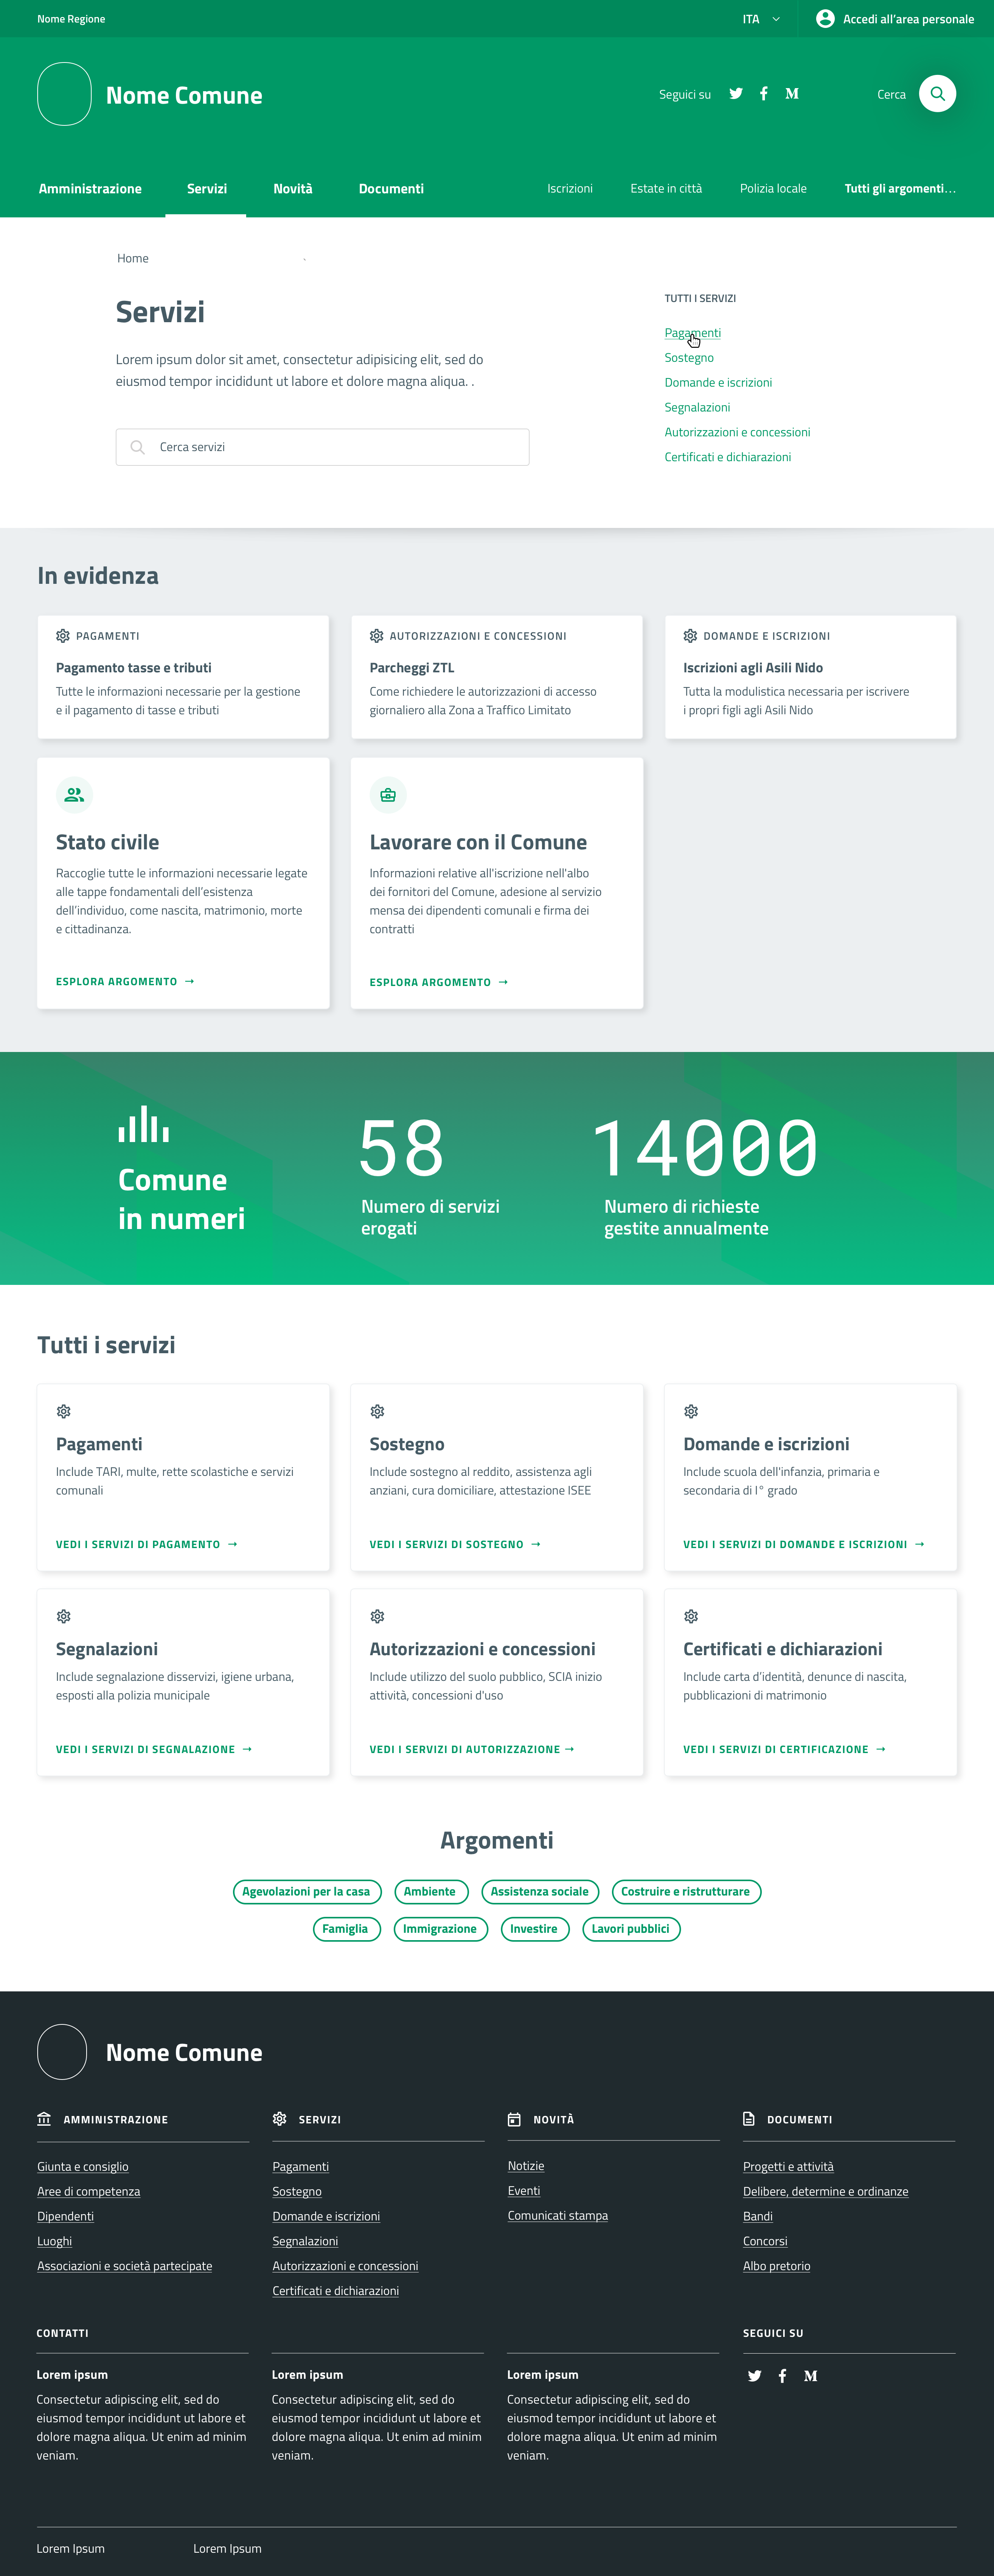 Nome Regione
ITA
Accedi all’area personale
Nome Comune
Seguici su
Cerca
Amministrazione
Servizi
Novità
Documenti
Iscrizioni
Estate in città
Polizia locale
Tutti gli argomenti...
Home
Servizi
Lorem ipsum dolor sit amet, consectetur adipisicing elit, sed do
eiusmod tempor incididunt ut labore et dolore magna aliqua. .
Cerca servizi
TUTTI I SERVIZI
Pagamenti
Sostegno
Domande e iscrizioni
Segnalazioni
Autorizzazioni e concessioni
Certificati e dichiarazioni
In evidenza
PAGAMENTI
Pagamento tasse e tributi
Tutte le informazioni necessarie per la gestione
e il pagamento di tasse e tributi
AUTORIZZAZIONI E CONCESSIONI
Parcheggi ZTL
Come richiedere le autorizzazioni di accesso
giornaliero alla Zona a Traffico Limitato
DOMANDE E ISCRIZIONI
Iscrizioni agli Asili Nido
Tutta la modulistica necessaria per iscrivere
i propri figli agli Asili Nido
Stato civile
Raccoglie tutte le informazioni necessarie legate
alle tappe fondamentali dell’esistenza
dell’individuo, come nascita, matrimonio, morte
e cittadinanza.
ESPLORA ARGOMENTO →
Lavorare con il Comune
Informazioni relative all'iscrizione nell'albo
dei fornitori del Comune, adesione al servizio
mensa dei dipendenti comunali e firma dei
contratti
ESPLORA ARGOMENTO →
Comune
in numeri
58
Numero di servizi
erogati
14000
Numero di richieste
gestite annualmente
Tutti i servizi
Pagamenti
Include TARI, multe, rette scolastiche e servizi
comunali
VEDI I SERVIZI DI PAGAMENTO →
Sostegno
Include sostegno al reddito, assistenza agli
anziani, cura domiciliare, attestazione ISEE
VEDI I SERVIZI DI SOSTEGNO →
Domande e iscrizioni
Include scuola dell'infanzia, primaria e
secondaria di I° grado
VEDI I SERVIZI DI DOMANDE E ISCRIZIONI →
Segnalazioni
Include segnalazione disservizi, igiene urbana,
esposti alla polizia municipale
VEDI I SERVIZI DI SEGNALAZIONE →
Autorizzazioni e concessioni
Include utilizzo del suolo pubblico, SCIA inizio
attività, concessioni d'uso
VEDI I SERVIZI DI AUTORIZZAZIONE →
Certificati e dichiarazioni
Include carta d’identità, denunce di nascita,
pubblicazioni di matrimonio
VEDI I SERVIZI DI CERTIFICAZIONE →
Argomenti
Agevolazioni per la casa
Ambiente
Assistenza sociale
Costruire e ristrutturare
Famiglia
Immigrazione
Investire
Lavori pubblici
Nome Comune
AMMINISTRAZIONE
Giunta e consiglio
Aree di competenza
Dipendenti
Luoghi
Associazioni e società partecipate
SERVIZI
Pagamenti
Sostegno
Domande e iscrizioni
Segnalazioni
Autorizzazioni e concessioni
Certificati e dichiarazioni
NOVITÀ
Notizie
Eventi
Comunicati stampa
DOCUMENTI
Progetti e attività
Delibere, determine e ordinanze
Bandi
Concorsi
Albo pretorio
CONTATTI
Lorem ipsum
Consectetur adipiscing elit, sed do
eiusmod tempor incididunt ut labore et
dolore magna aliqua. Ut enim ad minim
veniam.
Lorem ipsum
Consectetur adipiscing elit, sed do
eiusmod tempor incididunt ut labore et
dolore magna aliqua. Ut enim ad minim
veniam.
Lorem ipsum
Consectetur adipiscing elit, sed do
eiusmod tempor incididunt ut labore et
dolore magna aliqua. Ut enim ad minim
veniam.
SEGUICI SU
Lorem Ipsum
Lorem Ipsum